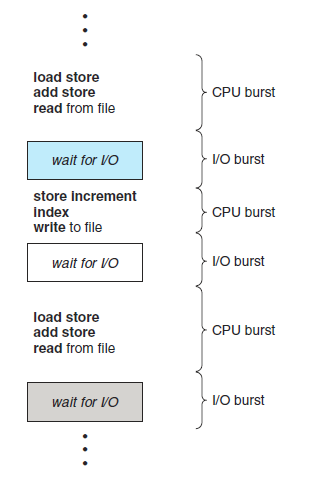 load store
add store
read from file
CPU burst
wait for I/O
I/O burst
store increment
index
write to file
CPU burst
wait for I/O
I/O burst
load store
add store
read from file
CPU burst
wait for I/O
I/O burst